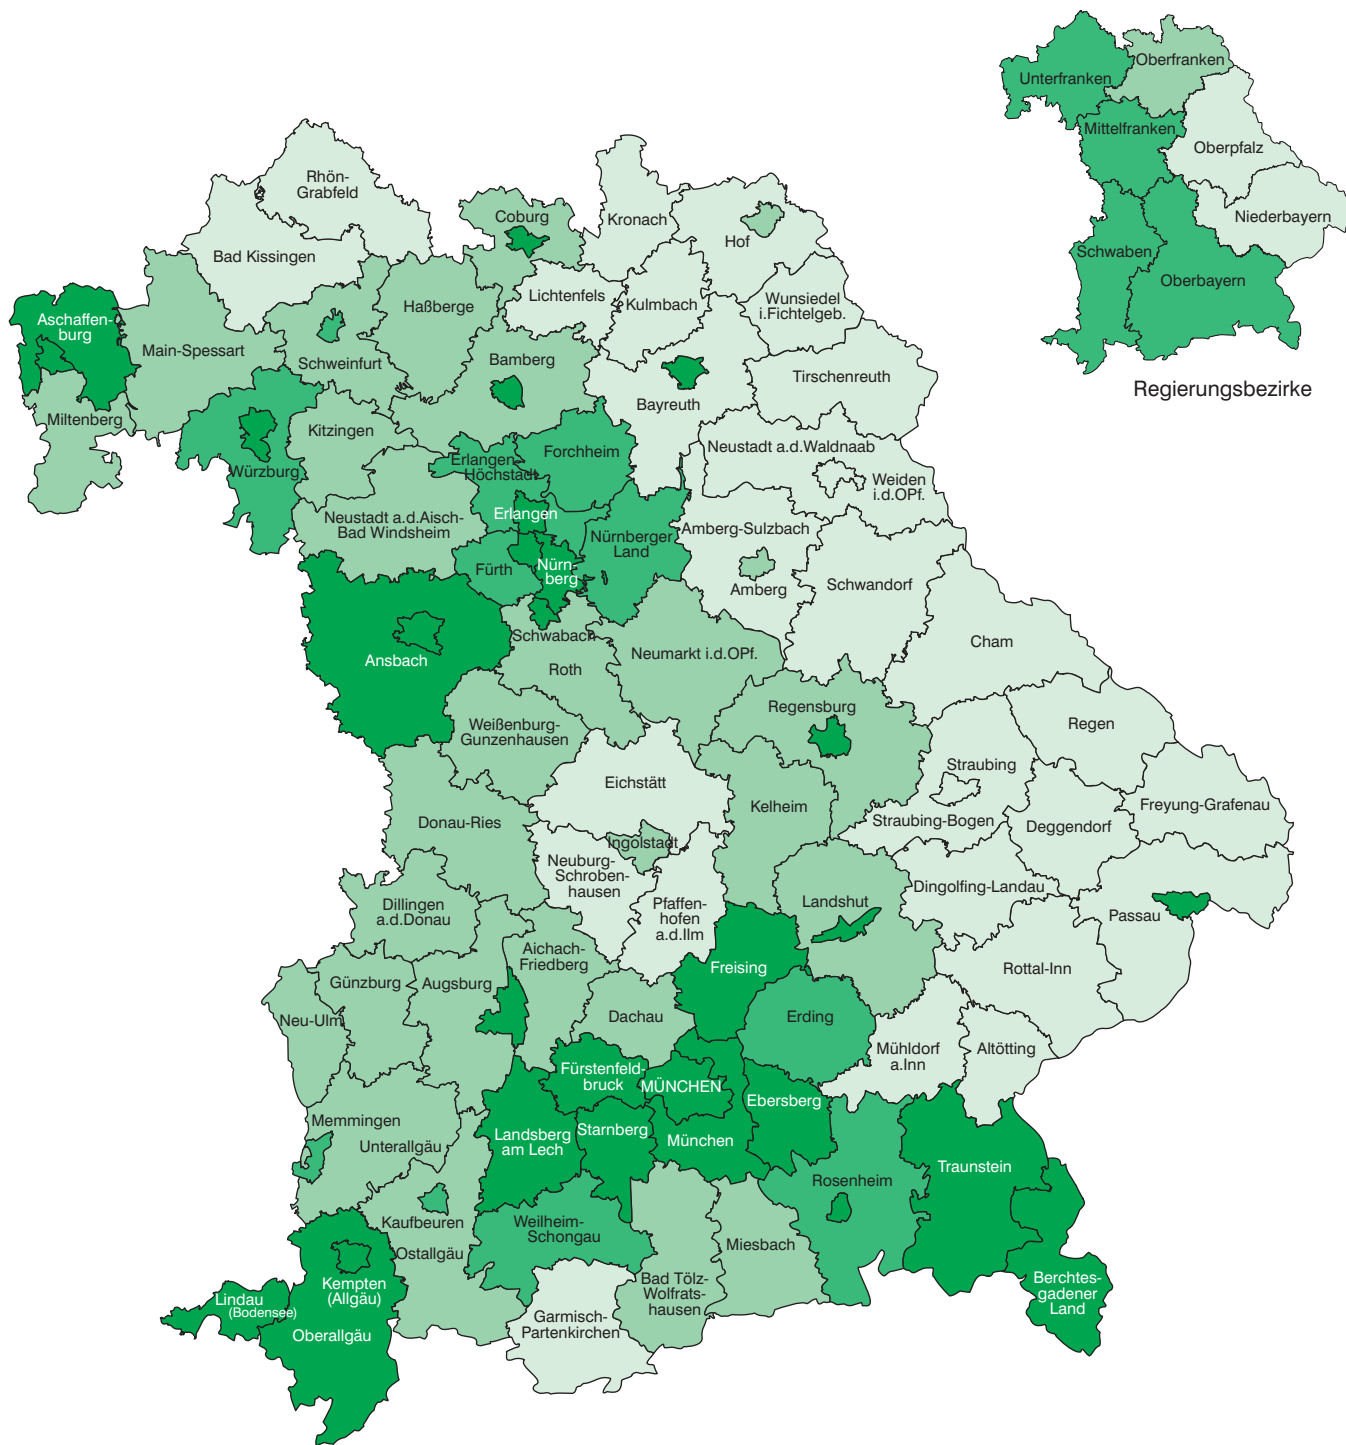 Oberfranken
Unterfranken
Mittelfranken
Oberpfalz
Niederbayern
Schwaben
Oberbayern
Regierungsbezirke
Rhön-
Grabfeld
Bad Kissingen
Coburg
Kronach
Hof
Lichtenfels
Kulmbach
Wunsiedel
i.Fichtelgeb.
Haßberge
Aschaffen-
burg
Main-Spessart
Schweinfurt
Bamberg
Tirschenreuth
Bayreuth
Miltenberg
Kitzingen
Würzburg
Erlangen-
Höchstadt
Forchheim
Neustadt a.d.Waldnaab
Weiden
i.d.OPf.
Neustadt a.d.Aisch-
Bad Windsheim
Erlangen
Nürnberger
Land
Amberg-Sulzbach
Amberg
Fürth
Nürn-
berg
Schwandorf
Schwabach
Roth
Neumarkt i.d.OPf.
Cham
Ansbach
Weißenburg-
Gunzenhausen
Regensburg
Regen
Eichstätt
Straubing
Kelheim
Freyung-Grafenau
Straubing-Bogen
Deggendorf
Donau-Ries
Ingolstadt
Neuburg-
Schroben-
hausen
Pfaffen-
hofen
a.d.Ilm
Dingolfing-Landau
Landshut
Passau
Dillingen
a.d.Donau
Aichach-
Friedberg
Freising
Rottal-Inn
Günzburg
Augsburg
Neu-Ulm
Dachau
Erding
Mühldorf
a.Inn
Altötting
Fürstenfeld-
bruck
MÜNCHEN
Ebersberg
Memmingen
Unterallgäu
Landsberg
am Lech
Starnberg
München
Traunstein
Rosenheim
Kaufbeuren
Ostallgäu
Weilheim-
Schongau
Miesbach
Bad Tölz-
Wolfrats-
hausen
Berchtes-
gadener
Land
Kempten
(Allgäu)
Lindau
(Bodensee)
Oberallgäu
Garmisch-
Partenkirchen